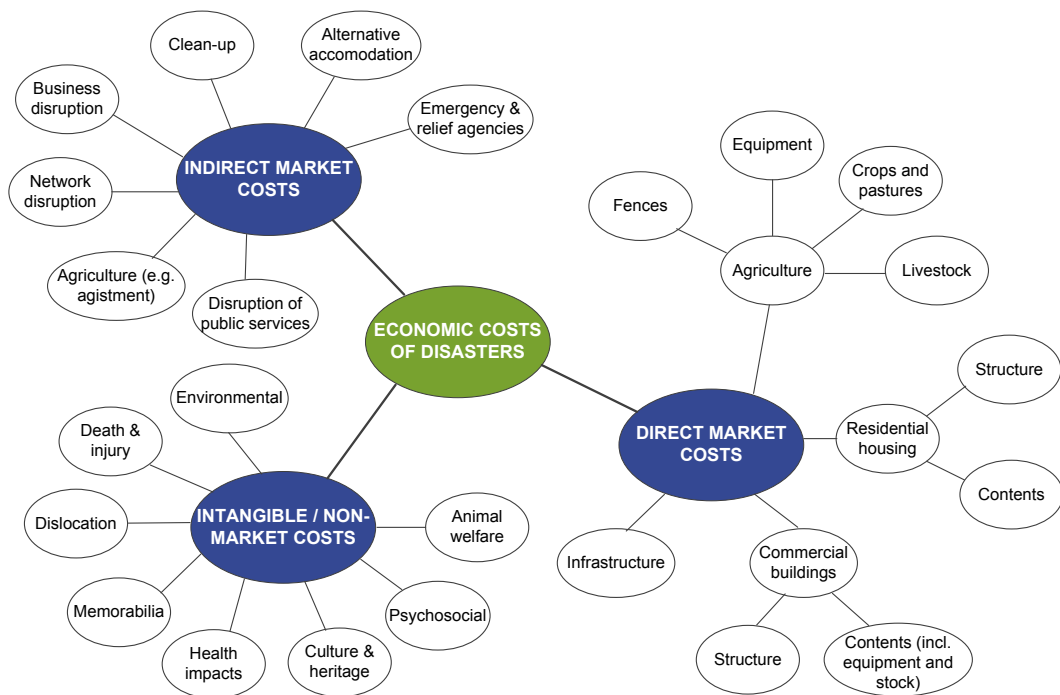 Clean-up
Alternative
accomodation
Business
disruption
Emergency &
relief agencies
INDIRECT MARKET
COSTS
Network
disruption
Agriculture (e.g.
agistment)
Disruption of
public services
ECONOMIC COSTS
OF DISASTERS
Equipment
Crops and
pastures
Fences
Agriculture
Livestock
Structure
Residential
housing
Contents
DIRECT MARKET
COSTS
Infrastructure
Commercial
buildings
Structure
Contents (incl.
equipment and
stock)
Environmental
Death &
injury
Dislocation
INTANGIBLE / NON-
MARKET COSTS
Animal
welfare
Memorabilia
Health
impacts
Culture &
heritage
Psychosocial